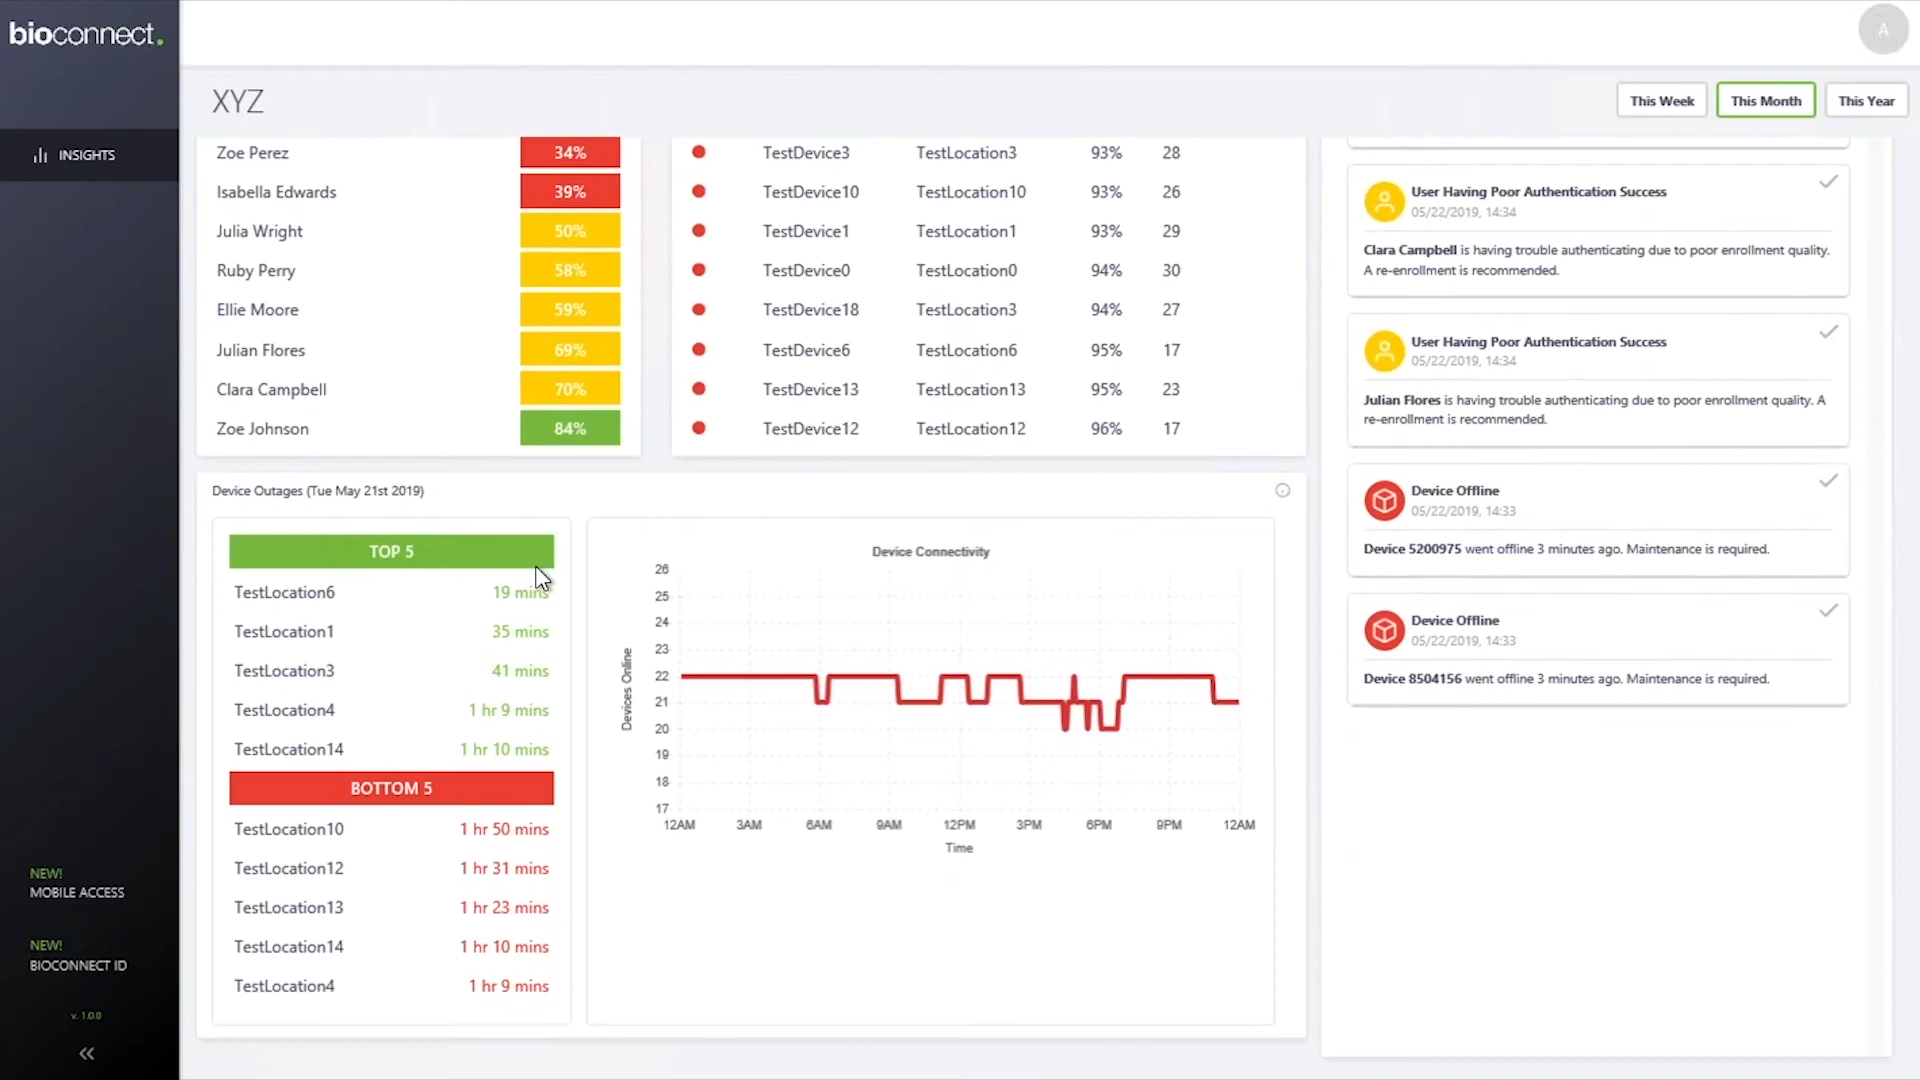 bioconnect.
A
XYZ
This Week
This Month
This Year
INSIGHTS
Zoe Perez 34%
Isabella Edwards 39%
Julia Wright 50%
Ruby Perry 58%
Ellie Moore 59%
Julian Flores 69%
Clara Campbell 70%
Zoe Johnson 84%
TestDevice3 TestLocation3 93% 28
TestDevice10 TestLocation10 93% 26
TestDevice1 TestLocation1 93% 29
TestDevice0 TestLocation0 94% 30
TestDevice18 TestLocation3 94% 27
TestDevice6 TestLocation6 95% 17
TestDevice13 TestLocation13 95% 23
TestDevice12 TestLocation12 96% 17
User Having Poor Authentication Success
05/22/2019, 14:34
Clara Campbell is having trouble authenticating due to poor enrollment quality.
A re-enrollment is recommended.
User Having Poor Authentication Success
05/22/2019, 14:34
Julian Flores is having trouble authenticating due to poor enrollment quality. A
re-enrollment is recommended.
Device Offline
05/22/2019, 14:33
Device 5200975 went offline 3 minutes ago. Maintenance is required.
Device Offline
05/22/2019, 14:33
Device 8504156 went offline 3 minutes ago. Maintenance is required.
Device Outages (Tue May 21st 2019)
TOP 5
TestLocation6 19 mins
TestLocation1 35 mins
TestLocation3 41 mins
TestLocation4 1 hr 9 mins
TestLocation14 1 hr 10 mins
BOTTOM 5
TestLocation10 1 hr 50 mins
TestLocation12 1 hr 31 mins
TestLocation13 1 hr 23 mins
TestLocation14 1 hr 10 mins
TestLocation4 1 hr 9 mins
Device Connectivity
Devices Online
26
25
24
23
22
21
20
19
18
17
12AM 3AM 6AM 9AM 12PM 3PM 6PM 9PM 12AM
Time
NEW!
MOBILE ACCESS
NEW!
BIOCONNECT ID
v. 1.0.0